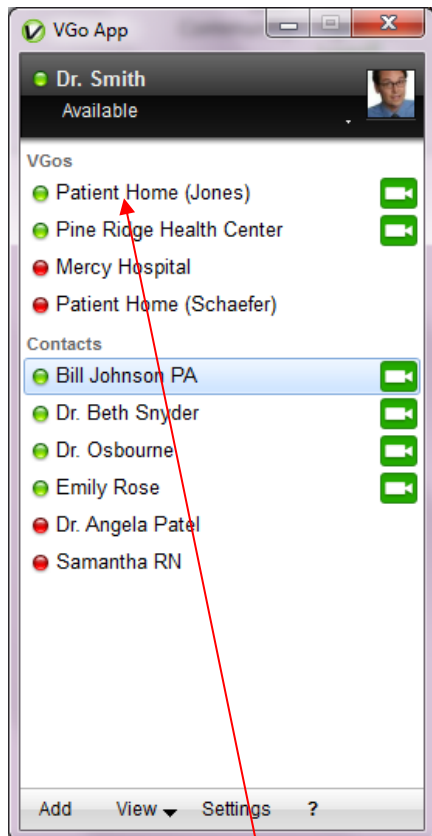 VGo App
Dr. Smith
Available
VGos
Patient Home (Jones)
Pine Ridge Health Center
Mercy Hospital
Patient Home (Schaefer)
Contacts
Bill Johnson PA
Dr. Beth Snyder
Dr. Osbourne
Emily Rose
Dr. Angela Patel
Samantha RN
Add View Settings ?